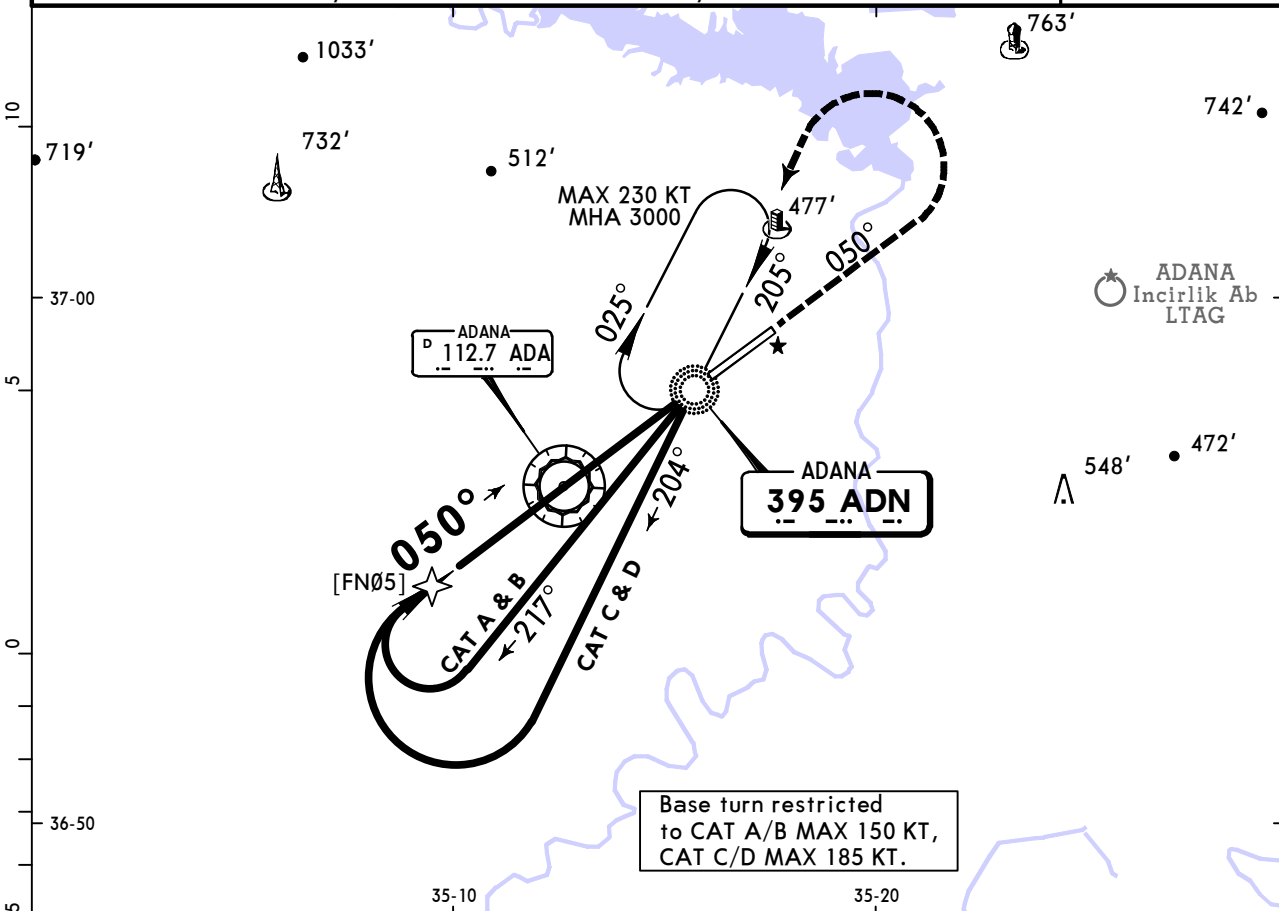 763'
1033'
10
742'
732'
719'
512'
MAX 230 KT
MHA 3000
477'
050°
205°
ADANA
Incirlik Ab
LTAG
37-00
025°
ADANA
D 112.7 ADA
5
204°
472'
548'
ADANA
395 ADN
050°
[FNØ5]
CAT A & B
217°
CAT C & D
0
Base turn restricted
to CAT A/B MAX 150 KT,
CAT C/D MAX 185 KT.
36-50
35-10
35-20
5